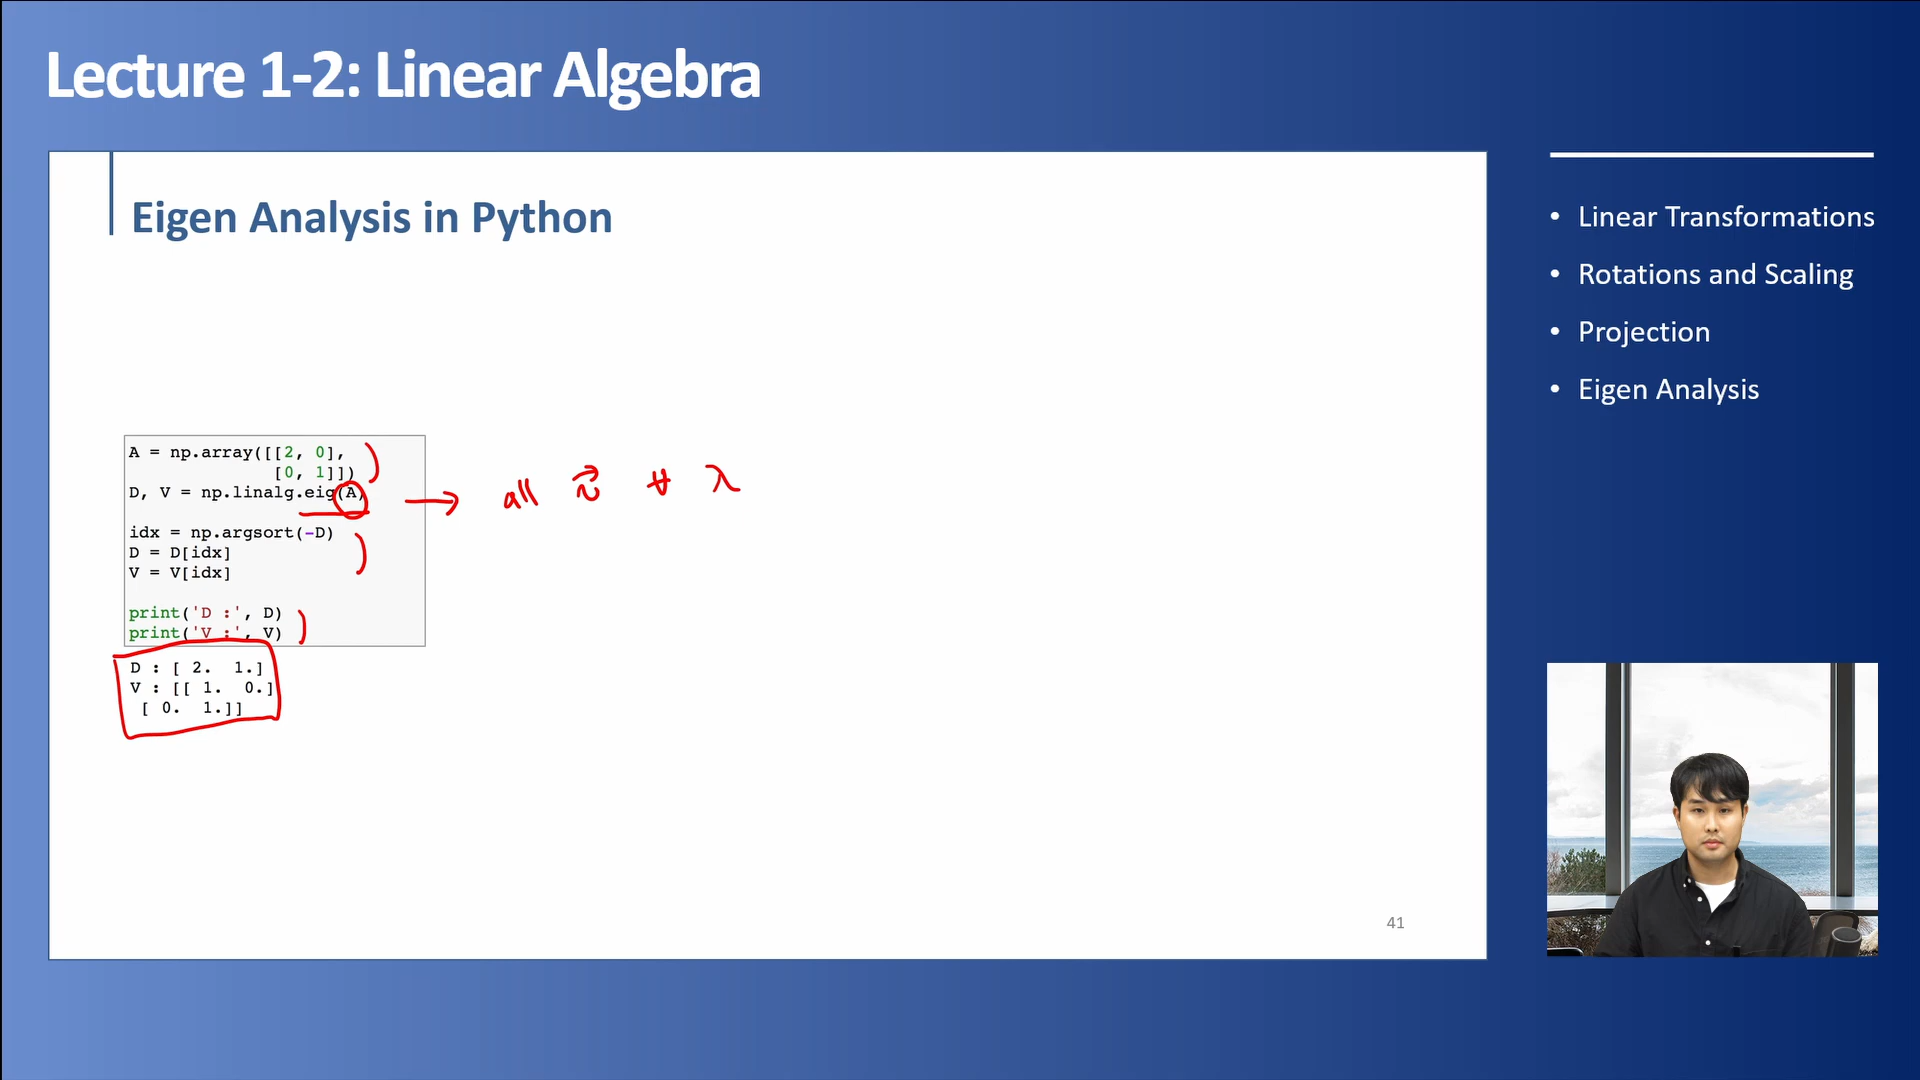 Lecture 1-2: Linear Algebra
Eigen Analysis in Python
• Linear Transformations
• Rotations and Scaling
• Projection
• Eigen Analysis
A = np.array([[2, 0],
[0, 1]])
D, V = np.linalg.eig(A)
idx = np.argsort(-D)
D = D[idx]
V = V[idx]
print('D :', D)
print('V :', V)
D : [ 2. 1.]
V : [[ 1. 0.]
[ 0. 1.]]
→ all v⃗ ∀ λ
41